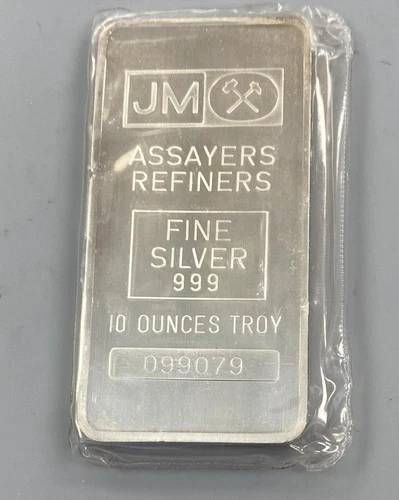 JM
ASSAYERS
REFINERS
FINE
SILVER
999
10 OUNCES TROY
099079